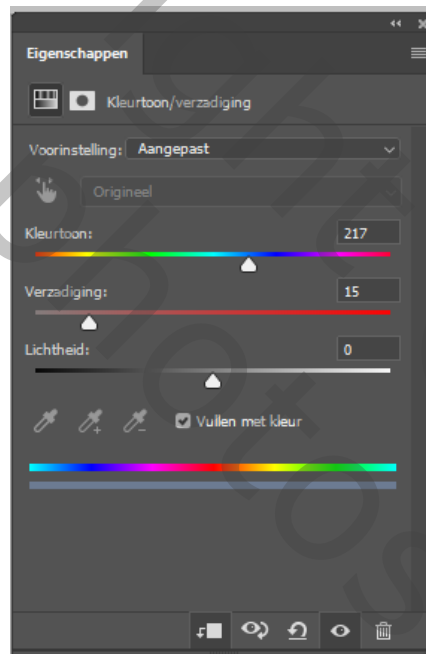 Eigenschappen
Kleurtoon/verzadiging
Voorinstelling: Aangepast
Origineel
Kleurtoon: 217
Verzadiging: 15
Lichtheid: 0
Vullen met kleur